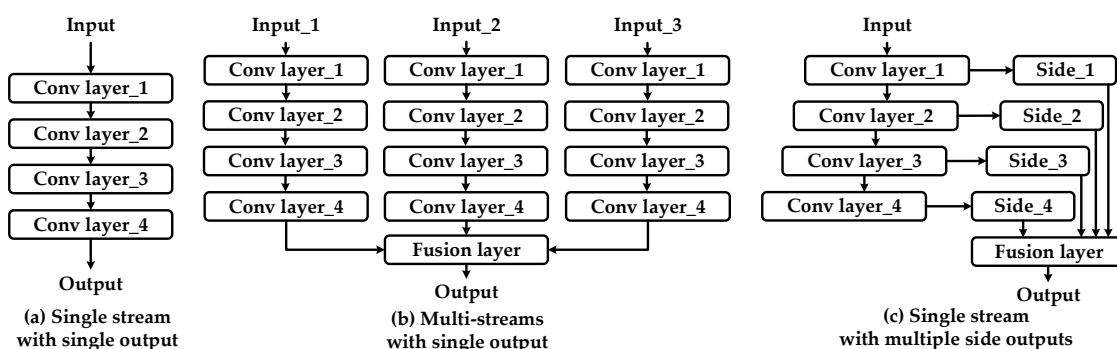 Input
Conv layer_1
Conv layer_2
Conv layer_3
Conv layer_4
Output
(a) Single stream
with single output
Input_1
Conv layer_1
Conv layer_2
Conv layer_3
Conv layer_4
Input_2
Conv layer_1
Conv layer_2
Conv layer_3
Conv layer_4
Input_3
Conv layer_1
Conv layer_2
Conv layer_3
Conv layer_4
Fusion layer
Output
(b) Multi-streams
with single output
Input
Conv layer_1
Side_1
Conv layer_2
Side_2
Conv layer_3
Side_3
Conv layer_4
Side_4
Fusion layer
Output
(c) Single stream
with multiple side outputs